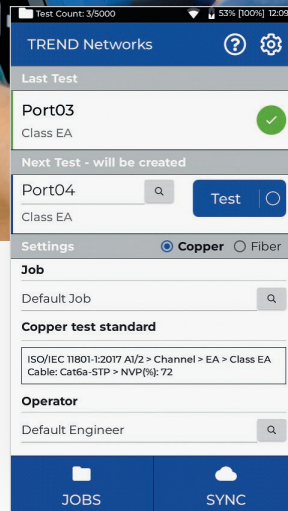 Test Count: 3/5000 53% [100%] 12:09
TREND Networks
Last Test
Port03
Class EA
Next Test - will be created
Port04
Test
Class EA
Settings Copper Fiber
Job
Default Job
Copper test standard
ISO/IEC 11801-1:2017 A1/2 > Channel > EA > Class EA
Cable: Cat6a-STP > NVP(%): 72
Operator
Default Engineer
JOBS SYNC